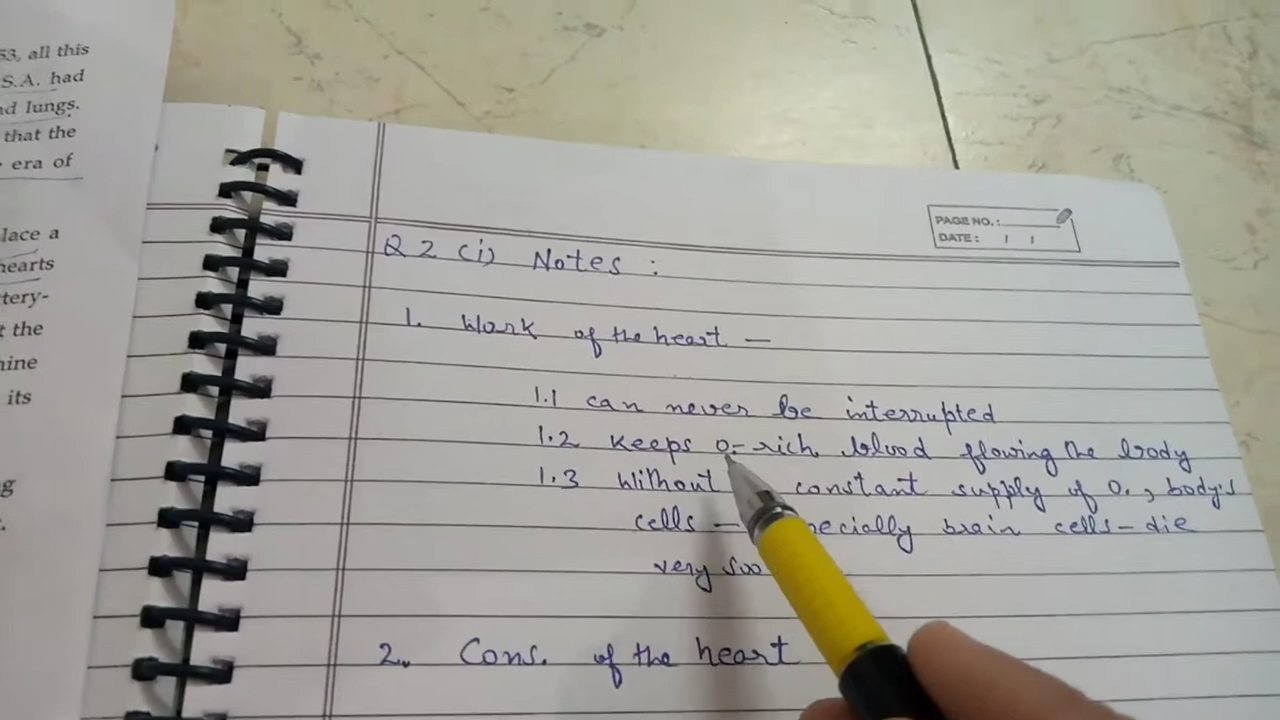 53, all this
S.A. had
nd lungs.
that the
era of
lace a
hearts
tery-
t the
hine
its
ng
PAGE NO.:
DATE: / /
Q 2 (i) Notes :
1. Work of the heart —
1.1 can never be interrupted
1.2 keeps O- rich blood flowing the body
1.3 Without constant supply of O., body's
cells — especially brain cells - die
very soo
2. Cons. of the heart